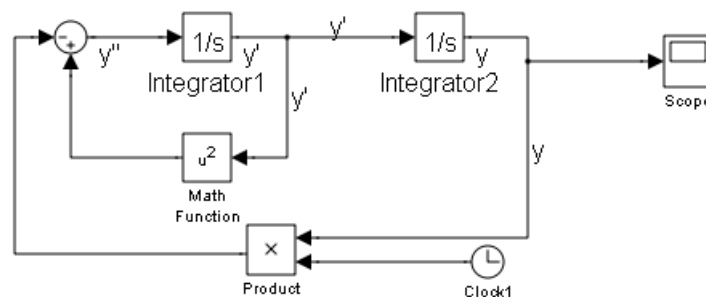 y'' 1/s y' y' 1/s y
Integrator1 Integrator2
y'
Scope
u²
y
Math
Function
×
Product
Clock1